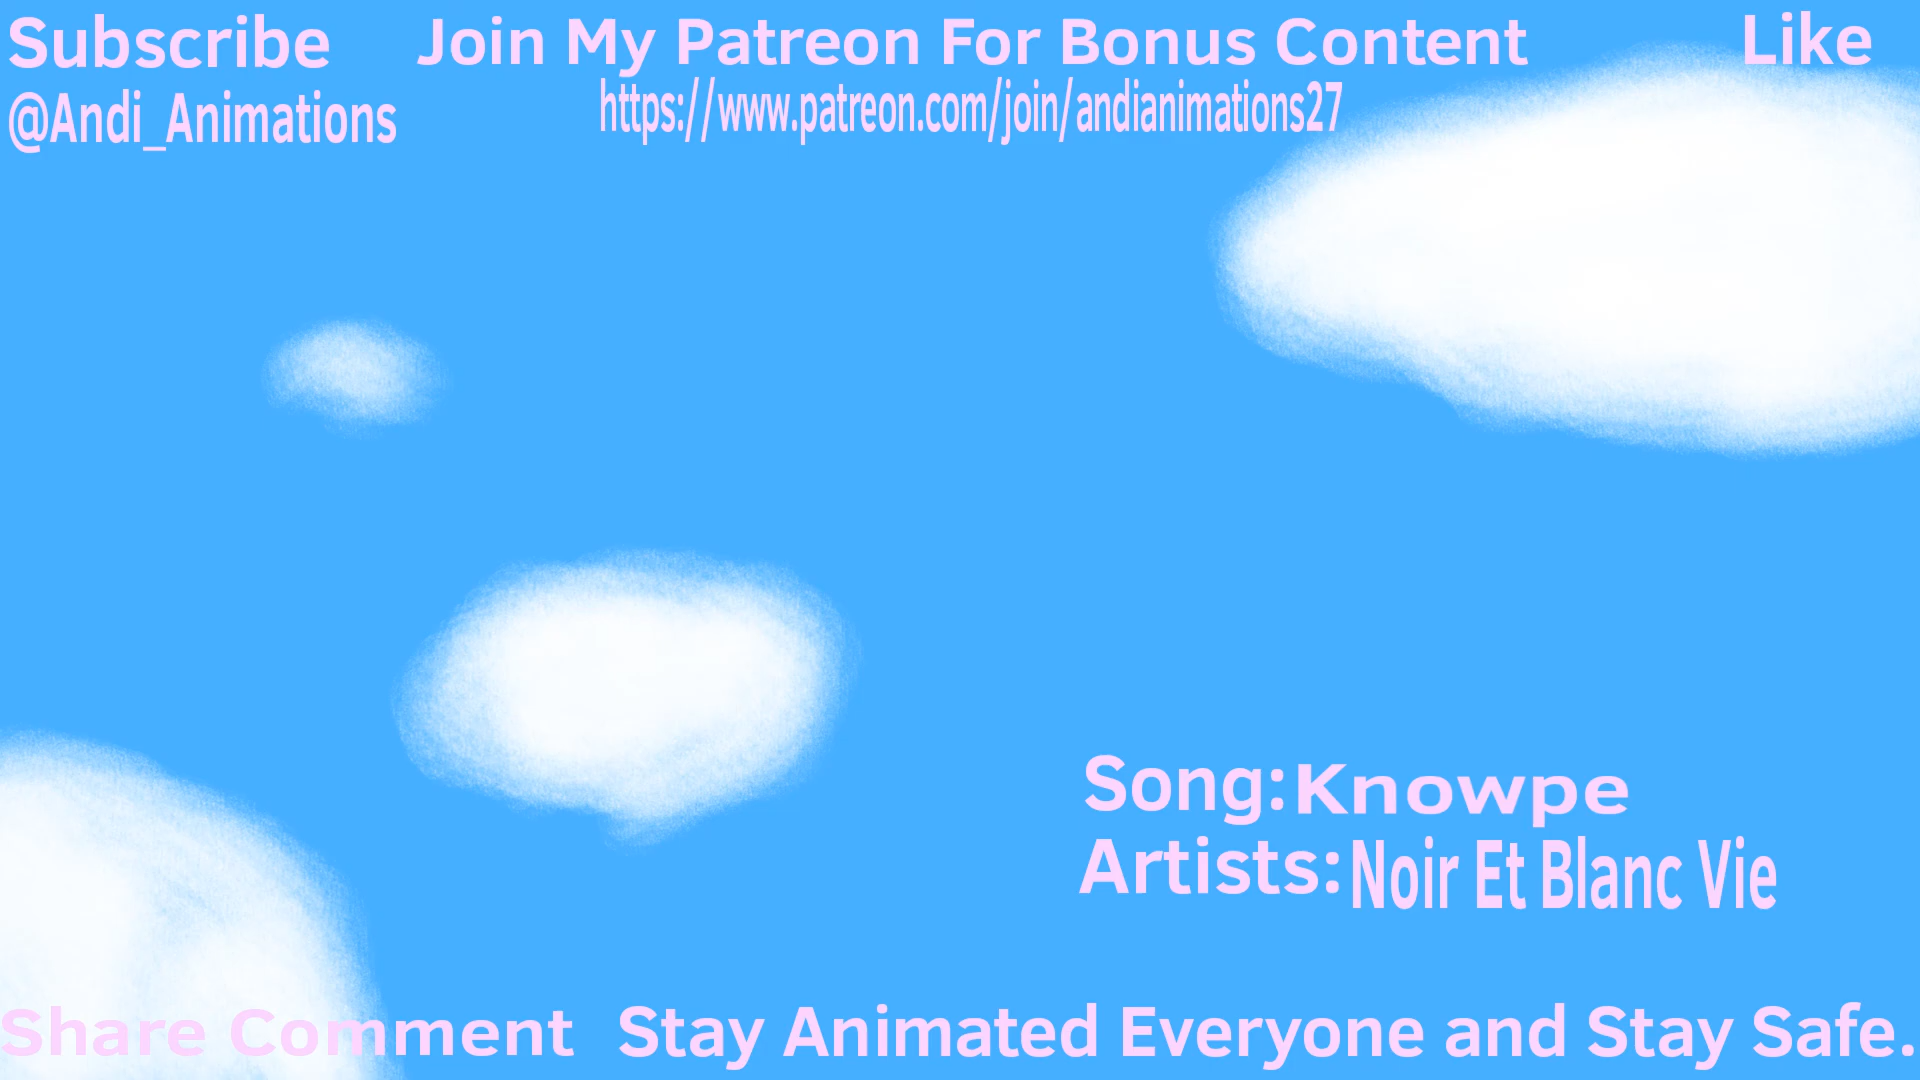 Subscribe
Join My Patreon For Bonus Content
Like
@Andi_Animations
https://www.patreon.com/join/andianimations27
Song:Knowpe
Artists:Noir Et Blanc Vie
Share Comment
Stay Animated Everyone and Stay Safe.